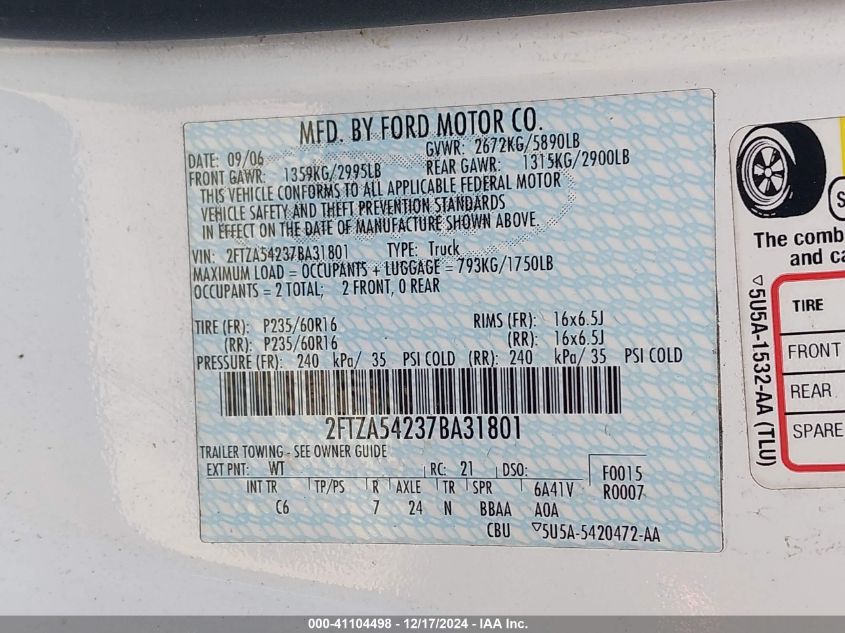 MFD. BY FORD MOTOR CO.
DATE: 09/06 GVWR: 2672KG/5890LB
FRONT GAWR: 1359KG/2995LB REAR GAWR: 1315KG/2900LB
THIS VEHICLE CONFORMS TO ALL APPLICABLE FEDERAL MOTOR
VEHICLE SAFETY AND THEFT PREVENTION STANDARDS
IN EFFECT ON THE DATE OF MANUFACTURE SHOWN ABOVE.
VIN: 2FTZA54237BA31801 TYPE: Truck
MAXIMUM LOAD = OCCUPANTS + LUGGAGE = 793KG/1750LB
OCCUPANTS = 2 TOTAL; 2 FRONT, 0 REAR
TIRE (FR): P235/60R16 RIMS (FR): 16x6.5J
(RR): P235/60R16 (RR): 16x6.5J
PRESSURE (FR): 240 kPa/ 35 PSI COLD (RR): 240 kPa/ 35 PSI COLD
2FTZA54237BA31801
TRAILER TOWING - SEE OWNER GUIDE
EXT PNT: WT RC: 21 DSO: F0015
INT TR TP/PS R AXLE TR SPR 6A41V R0007
C6 7 24 N BBAA A0A
CBU ▽5U5A-5420472-AA
The comb
and ca
▽5U5A-1532-AA (TLU)
TIRE
FRONT
REAR
SPARE
000-41104498 - 12/17/2024 - IAA Inc.